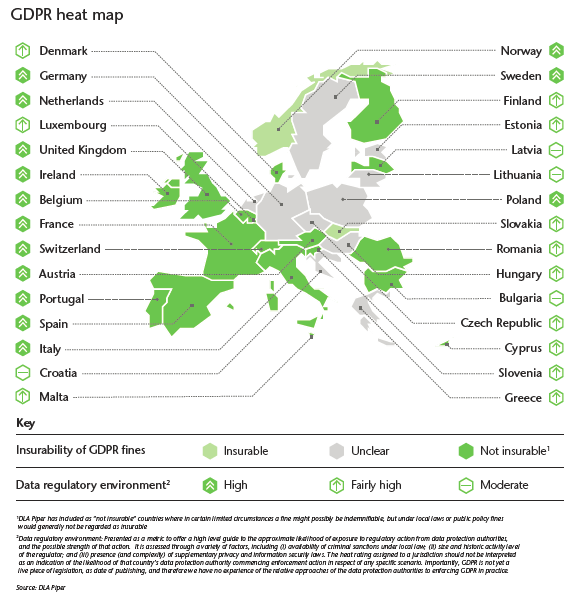 GDPR heat map
Denmark
Germany
Netherlands
Luxembourg
United Kingdom
Ireland
Belgium
France
Switzerland
Austria
Portugal
Spain
Italy
Croatia
Malta
Norway
Sweden
Finland
Estonia
Latvia
Lithuania
Poland
Slovakia
Romania
Hungary
Bulgaria
Czech Republic
Cyprus
Slovenia
Greece
Key
Insurability of GDPR fines Insurable Unclear Not insurable¹
Data regulatory environment² High Fairly high Moderate
¹DLA Piper has included as "not insurable" countries where in certain limited circumstances a fine might possibly be indemnifiable, but under local laws or public policy fines
would generally not be regarded as insurable
²Data regulatory environment: Presented as a metric to offer a high level guide to the approximate likelihood of exposure to regulatory action from data protection authorities,
and the possible strength of that action. It is assessed through a variety of factors, including (i) availability of criminal sanctions under local law; (ii) size and historic activity level
of the regulator; and (iii) presence (and complexity) of supplementary privacy and information security laws. The heat rating assigned to a jurisdiction should not be interpreted
as an indication of the likelihood of that country's data protection authority commencing enforcement action in respect of any specific scenario. Importantly, GDPR is not yet a
live piece of legislation, as date of publishing, and therefore we have no experience of the relative approaches of the data protection authorities to enforcing GDPR in practice.
Source: DLA Piper